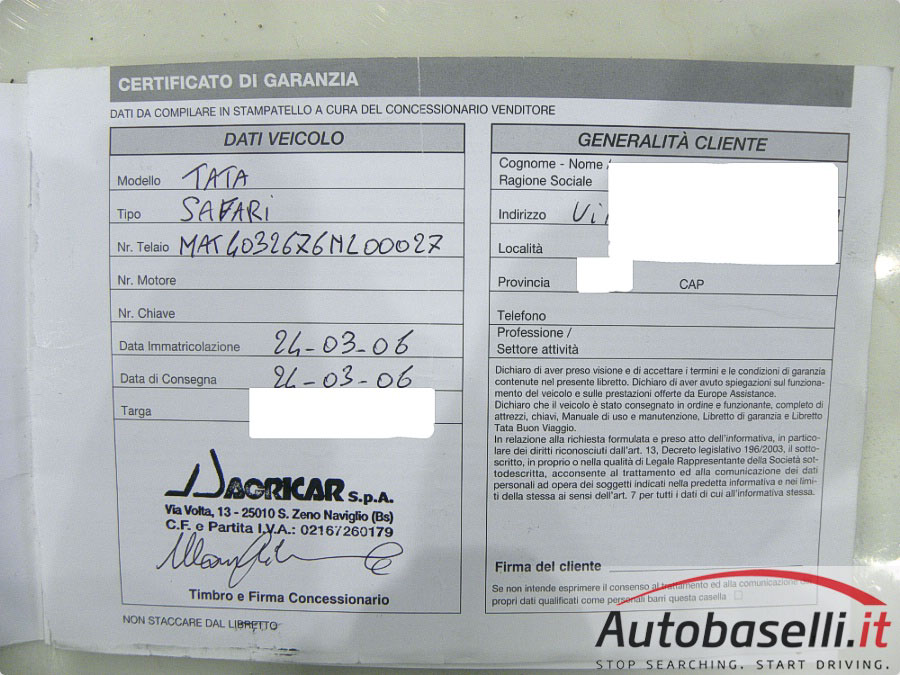 CERTIFICATO DI GARANZIA
DATI DA COMPILARE IN STAMPATELLO A CURA DEL CONCESSIONARIO VENDITORE
DATI VEICOLO
Modello TATA
Tipo SAFARI
Nr. Telaio MAT4032676NL00027
Nr. Motore
Nr. Chiave
Data Immatricolazione 24-03-06
Data di Consegna 24-03-06
Targa
DAGRICAR S.P.A.
Via Volta, 13 - 25010 S. Zeno Naviglio (Bs)
C.F. e Partita I.V.A.: 02167260179
Timbro e Firma Concessionario
NON STACCARE DAL LIBRETTO
GENERALITÀ CLIENTE
Cognome - Nome /
Ragione Sociale
Indirizzo Vi
Località
Provincia CAP
Telefono
Professione /
Settore attività
Dichiaro di aver preso visione e di accettare i termini e le condizioni di garanzia
contenute nel presente libretto. Dichiaro di aver avuto spiegazioni sul funziona-
mento del veicolo e sulle prestazioni offerte da Europe Assistance.
Dichiaro che il veicolo è stato consegnato in ordine e funzionante, completo di
attrezzi, chiavi, Manuale di uso e manutenzione, Libretto di garanzia e Libretto
Tata Buon Viaggio.
In relazione alla richiesta formulata e preso atto dell'informativa, in partico-
lare dei diritti riconosciuti dall'art. 13, Decreto legislativo 196/2003, il sotto-
scritto, in proprio o nella qualità di Legale Rappresentante della Società sot-
todescritta, acconsente al trattamento ed alla comunicazione dei dati
personali ad opera dei soggetti indicati nella predetta informativa e nei limi-
ti della stessa ai sensi dell'art. 7 per tutti i dati di cui all'informativa stessa.
Firma del cliente
Se non intende esprimere il consenso al trattamento ed alla comunicazione dei
propri dati qualificati come personali barri questa casella
Autobaselli.it
STOP SEARCHING. START DRIVING.